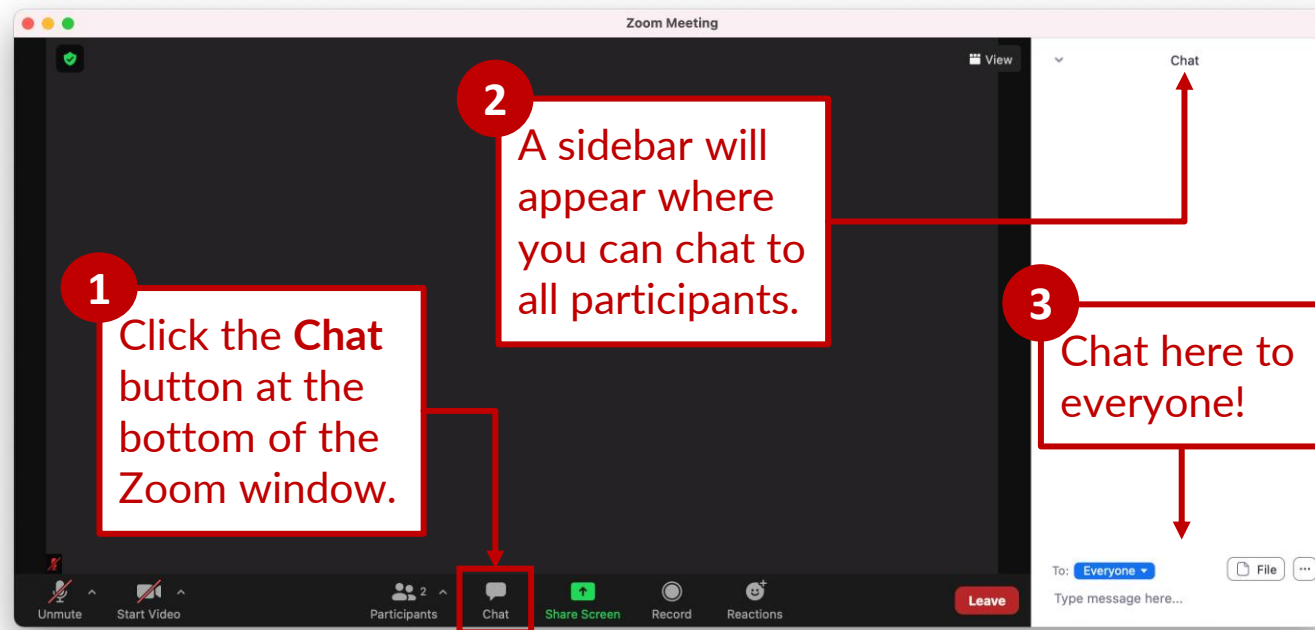 Zoom Meeting
View
Chat
2
A sidebar will
appear where
you can chat to
all participants.
1
Click the Chat
button at the
bottom of the
Zoom window.
3
Chat here to
everyone!
To: Everyone
File
...
Type message here...
Unmute
Start Video
2
Participants
Chat
Share Screen
Record
Reactions
Leave